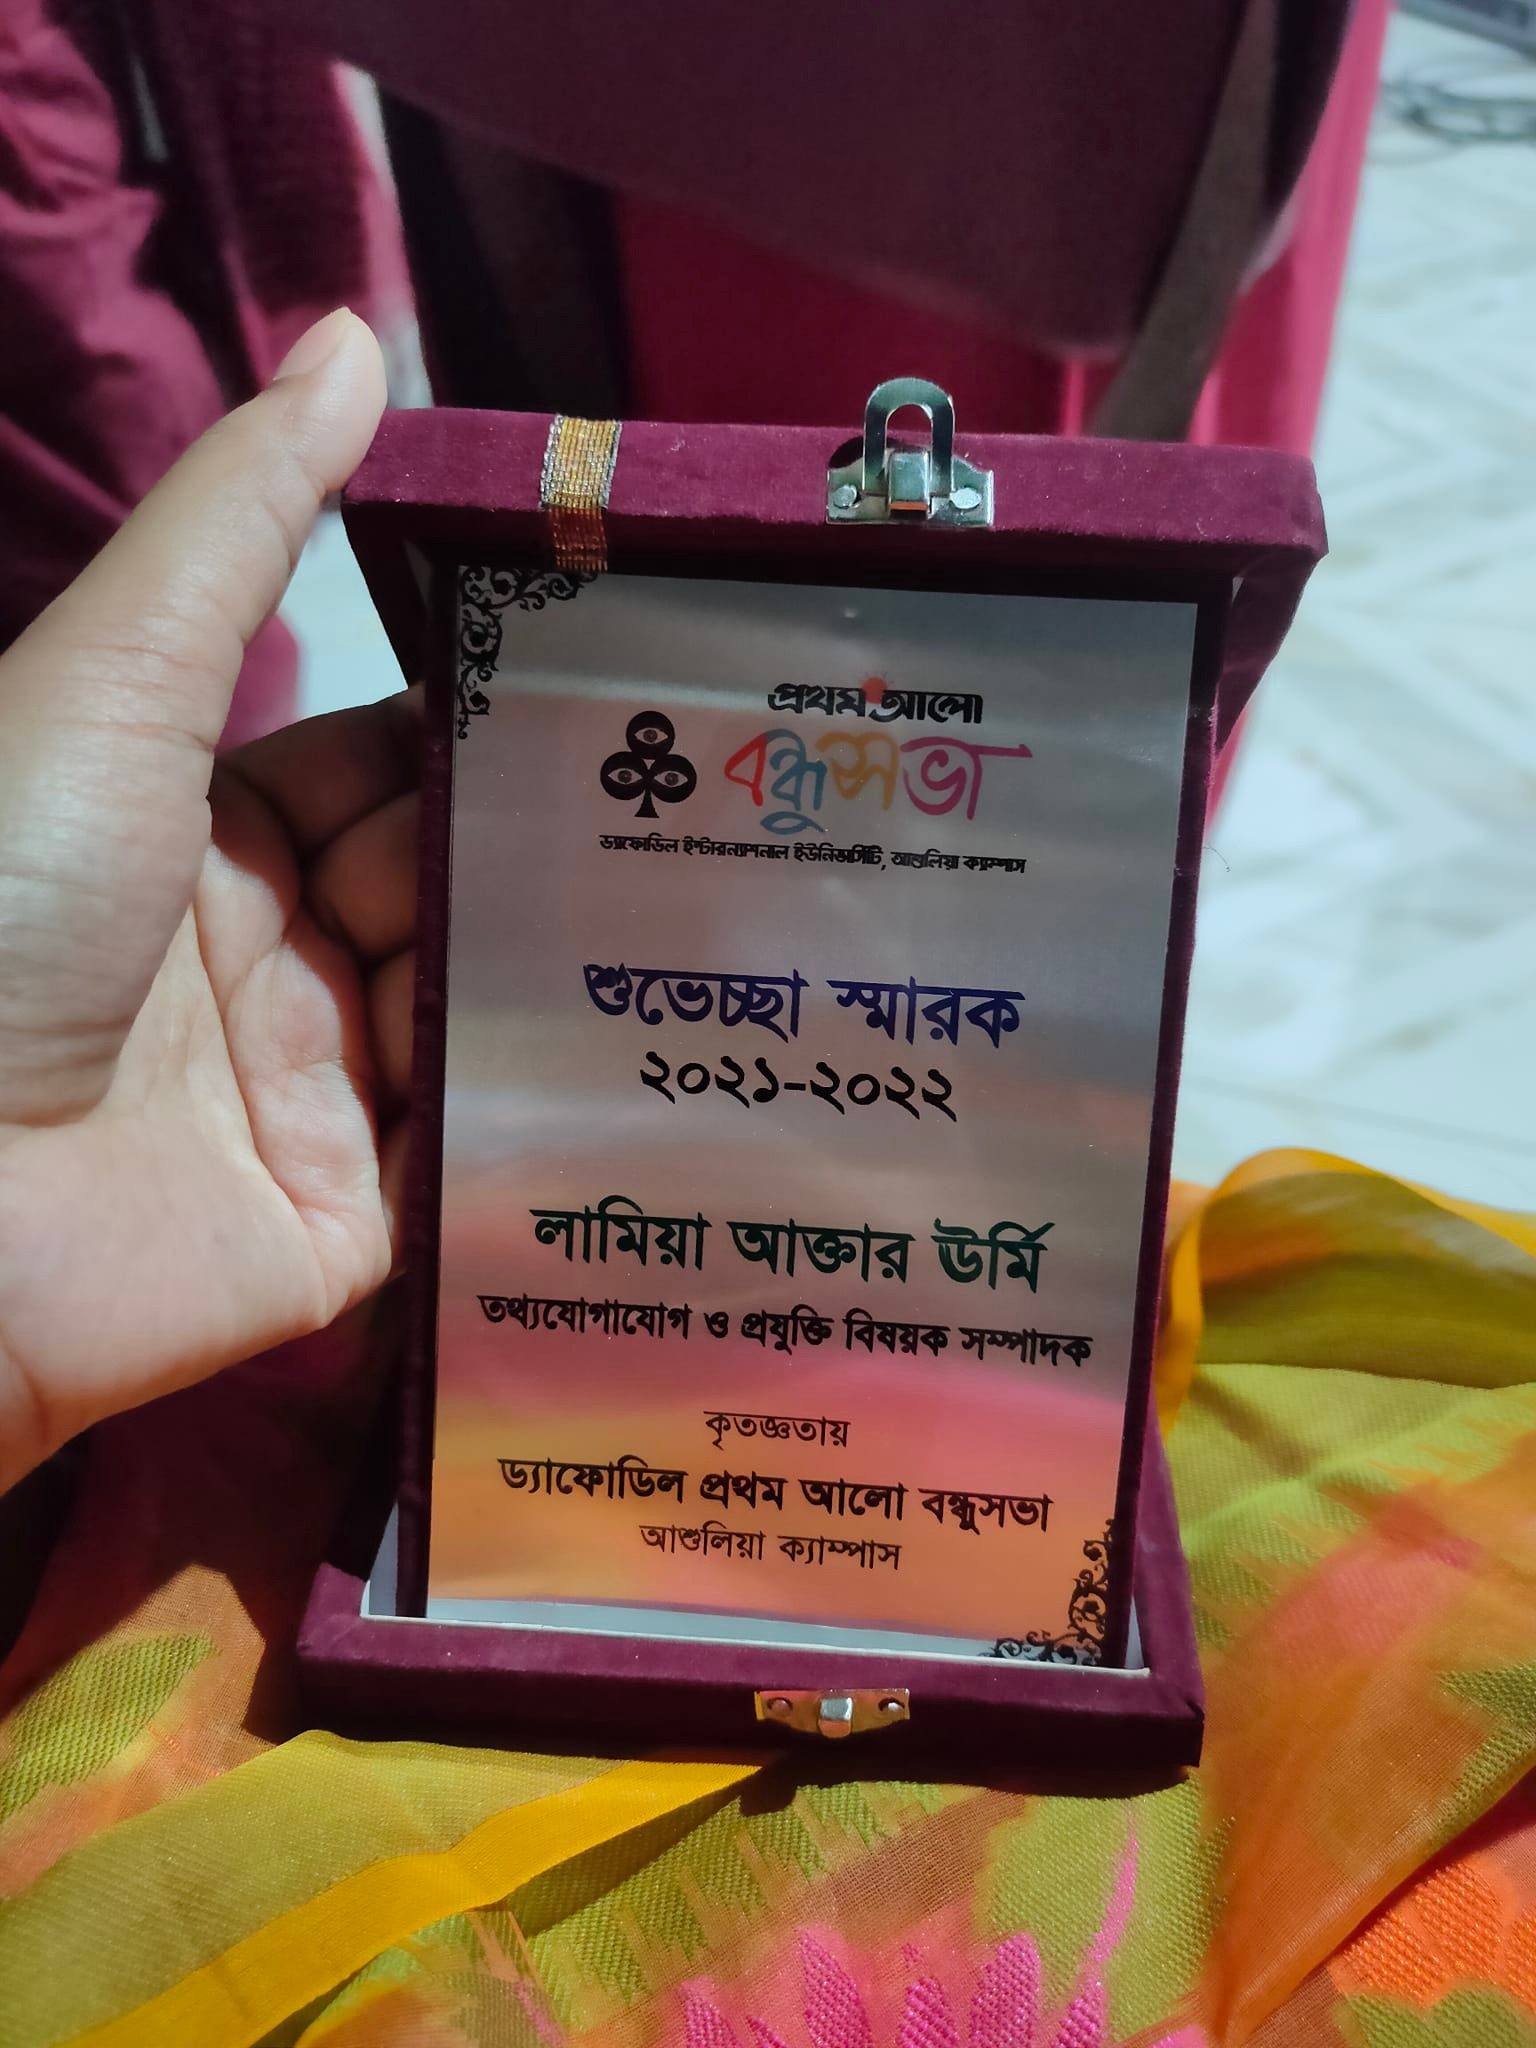 প্রথম আলো
বন্ধুসভা
ড্যাফোডিল ইন্টারন্যাশনাল ইউনিভার্সিটি, আশুলিয়া ক্যাম্পাস
শুভেচ্ছা স্মারক
২০২১-২০২২
লামিয়া আক্তার ঊর্মি
তথ্যযোগাযোগ ও প্রযুক্তি বিষয়ক সম্পাদক
কৃতজ্ঞতায়
ড্যাফোডিল প্রথম আলো বন্ধুসভা
আশুলিয়া ক্যাম্পাস